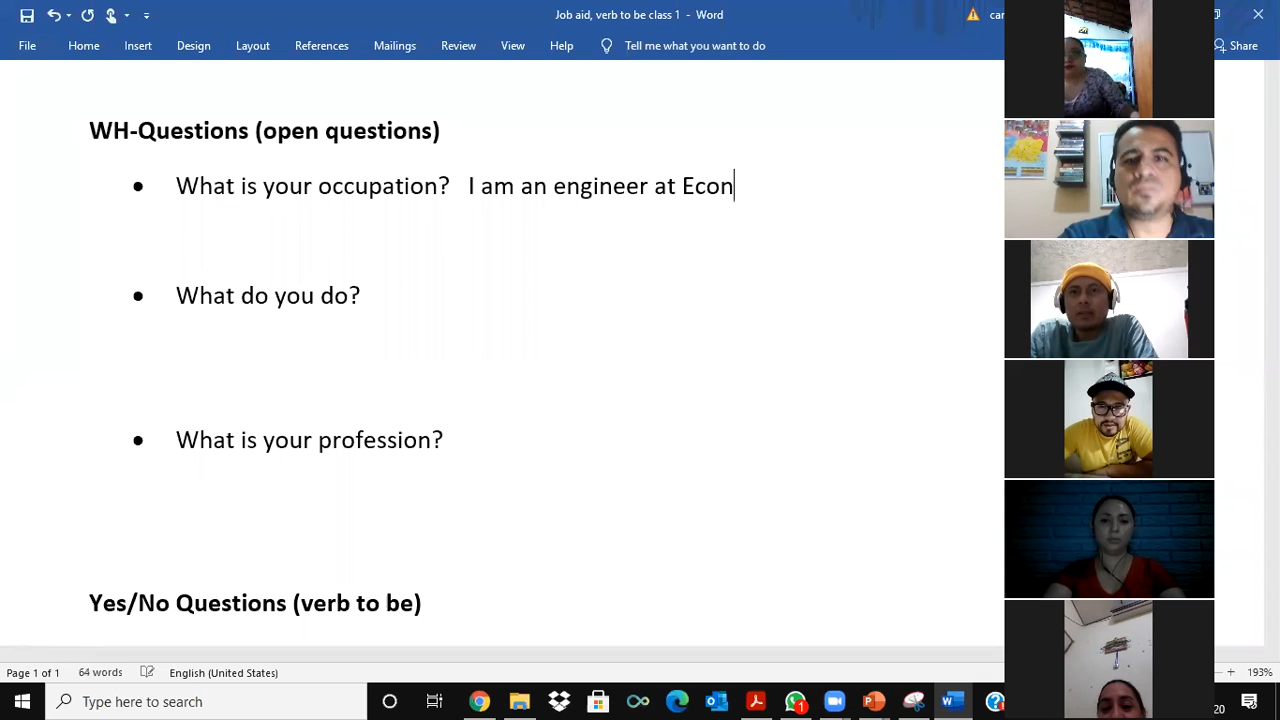 Job aid, verb to be class 1 - Word
File Home Insert Design Layout References Mailings Review View Help Tell me what you want to do Share
WH-Questions (open questions)
• What is your occupation? I am an engineer at Econ
• What do you do?
• What is your profession?
Yes/No Questions (verb to be)
Page 1 of 1 64 words English (United States) 193%
Type here to search